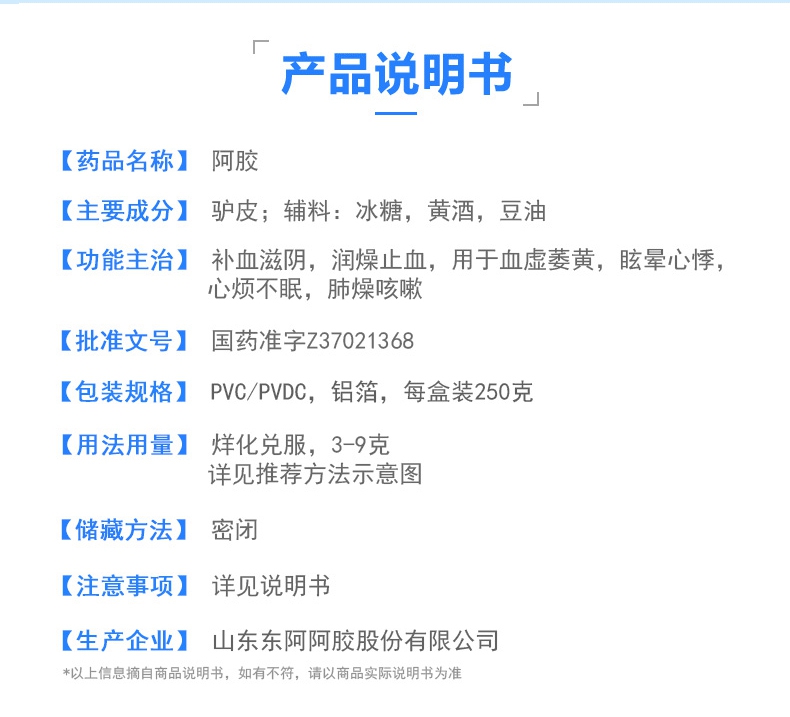 产品说明书
【药品名称】 阿胶
【主要成分】 驴皮；辅料：冰糖，黄酒，豆油
【功能主治】 补血滋阴，润燥止血，用于血虚萎黄，眩晕心悸，
心烦不眠，肺燥咳嗽
【批准文号】 国药准字Z37021368
【包装规格】 PVC/PVDC，铝箔，每盒装250克
【用法用量】 烊化兑服，3-9克
详见推荐方法示意图
【储藏方法】 密闭
【注意事项】 详见说明书
【生产企业】 山东东阿阿胶股份有限公司
*以上信息摘自商品说明书，如有不符，请以商品实际说明书为准